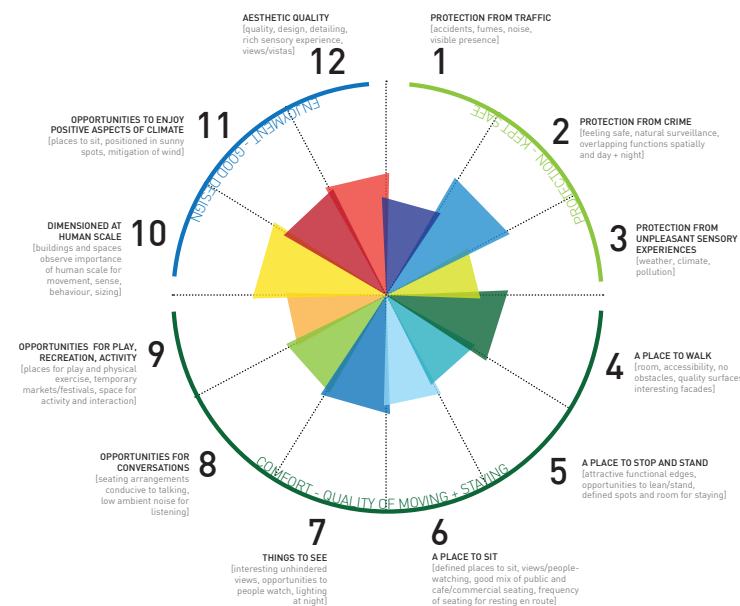 AESTHETIC QUALITY
[quality, design, detailing,
rich sensory experience,
views/vistas]
12
PROTECTION FROM TRAFFIC
[accidents, fumes, noise,
visible presence]
1
2
PROTECTION FROM CRIME
[feeling safe, natural surveillance,
overlapping functions spatially
and day + night]
3
PROTECTION FROM
UNPLEASANT SENSORY
EXPERIENCES
[weather, climate,
pollution]
4
A PLACE TO WALK
[room, accessibility, no
obstacles, quality surfaces
interesting facades]
5
A PLACE TO STOP AND STAND
[attractive functional edges,
opportunities to lean/stand,
defined spots and room for staying]
6
A PLACE TO SIT
[defined places to sit, views/people-
watching, good mix of public and
cafe/commercial seating, frequency
of seating for resting en route]
7
THINGS TO SEE
[interesting unhindered
views, opportunities to
people watch, lighting
at night]
8
OPPORTUNITIES FOR
CONVERSATIONS
[seating arrangements
conducive to talking,
low ambient noise for
listening]
9
OPPORTUNITIES FOR PLAY,
RECREATION, ACTIVITY
[places for play and physical
exercise, temporary
markets/festivals, space for
activity and interaction]
10
DIMENSIONED AT
HUMAN SCALE
[buildings and spaces
observe importance
of human scale for
movement, sense,
behaviour, sizing]
11
OPPORTUNITIES TO ENJOY
POSITIVE ASPECTS OF CLIMATE
[places to sit, positioned in sunny
spots, mitigation of wind]
ENJOYMENT - GOOD DESIGN
PROTECTION - KEPT SAFE
COMFORT - QUALITY OF MOVING + STAYING